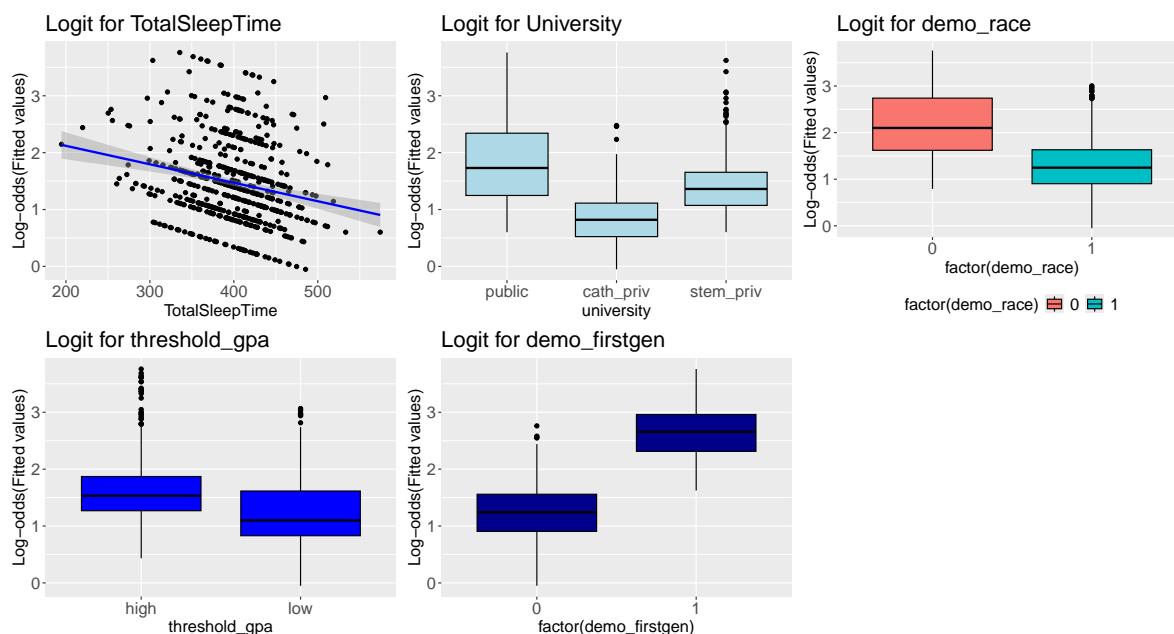 Logit for TotalSleepTime
Log−odds(Fitted values)
3
2
1
0
200 300 400 500
TotalSleepTime
Logit for University
Log−odds(Fitted values)
3
2
1
0
public cath_priv stem_priv
university
Logit for demo_race
Log−odds(Fitted values)
3
2
1
0
0 1
factor(demo_race)
factor(demo_race) 0 1
Logit for threshold_gpa
Log−odds(Fitted values)
3
2
1
0
high low
threshold_gpa
Logit for demo_firstgen
Log−odds(Fitted values)
3
2
1
0
0 1
factor(demo_firstgen)